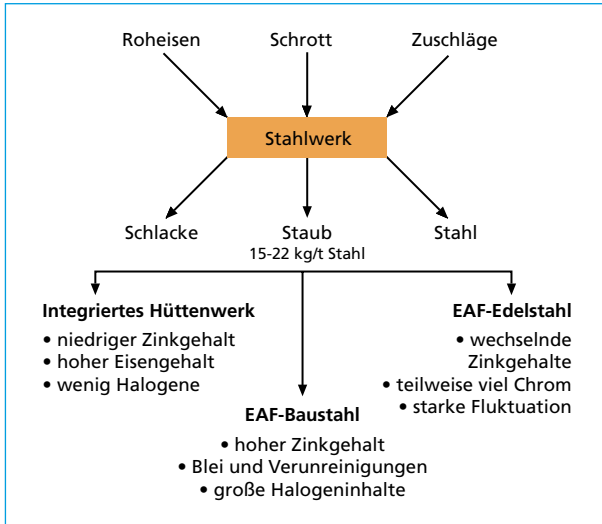 Roheisen Schrott Zuschläge
Stahlwerk
Schlacke Staub Stahl
15-22 kg/t Stahl
Integriertes Hüttenwerk
• niedriger Zinkgehalt
• hoher Eisengehalt
• wenig Halogene
EAF-Baustahl
• hoher Zinkgehalt
• Blei und Verunreinigungen
• große Halogeninhalte
EAF-Edelstahl
• wechselnde
Zinkgehalte
• teilweise viel Chrom
• starke Fluktuation